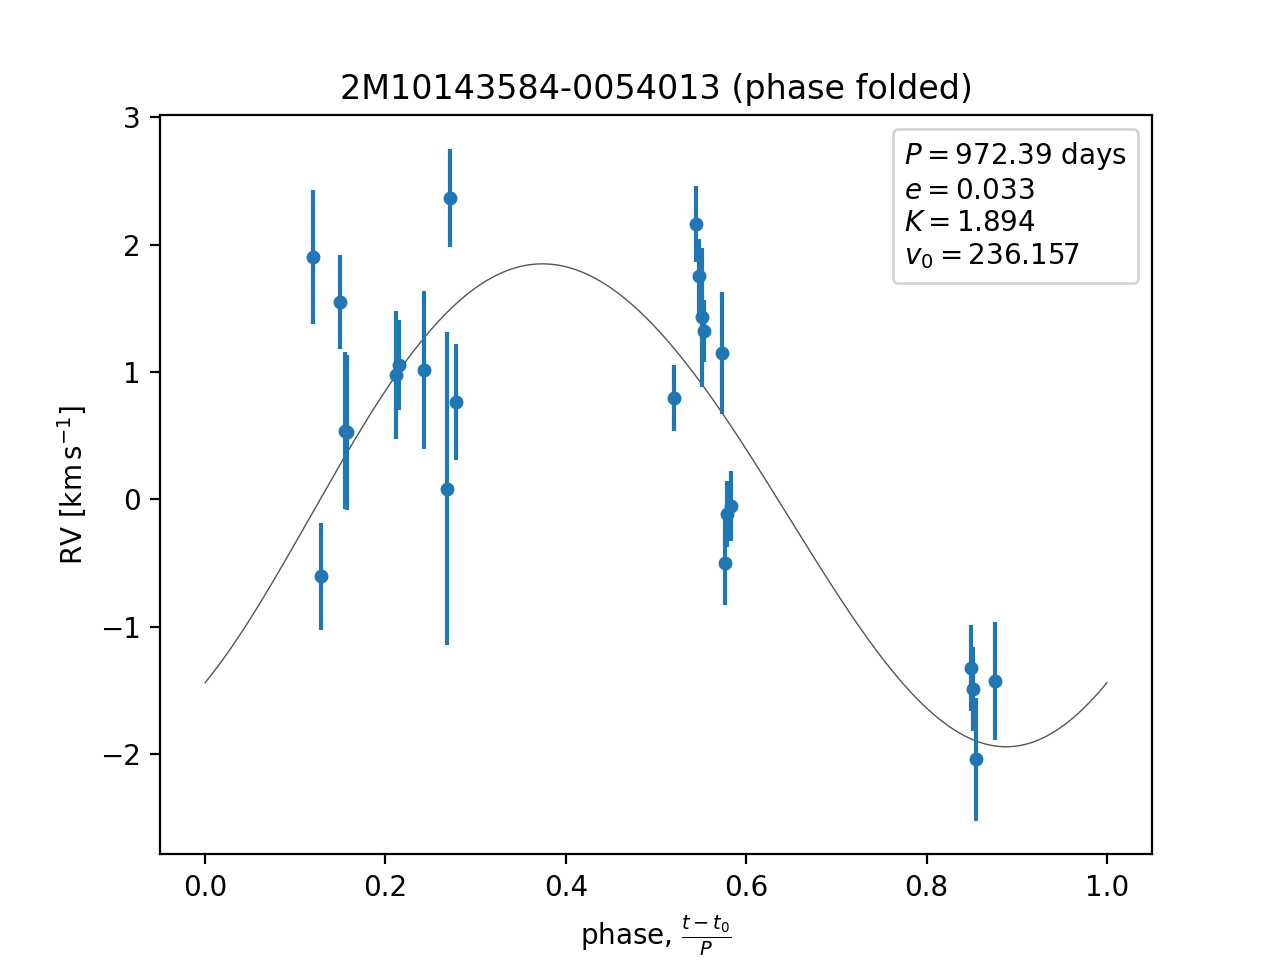 2M10143584-0054013 (phase folded)
P = 972.39 days
e = 0.033
K = 1.894
v₀ = 236.157
3
2
1
0
−1
−2
RV [km s⁻¹]
0.0 0.2 0.4 0.6 0.8 1.0
phase, (t − t₀)/P